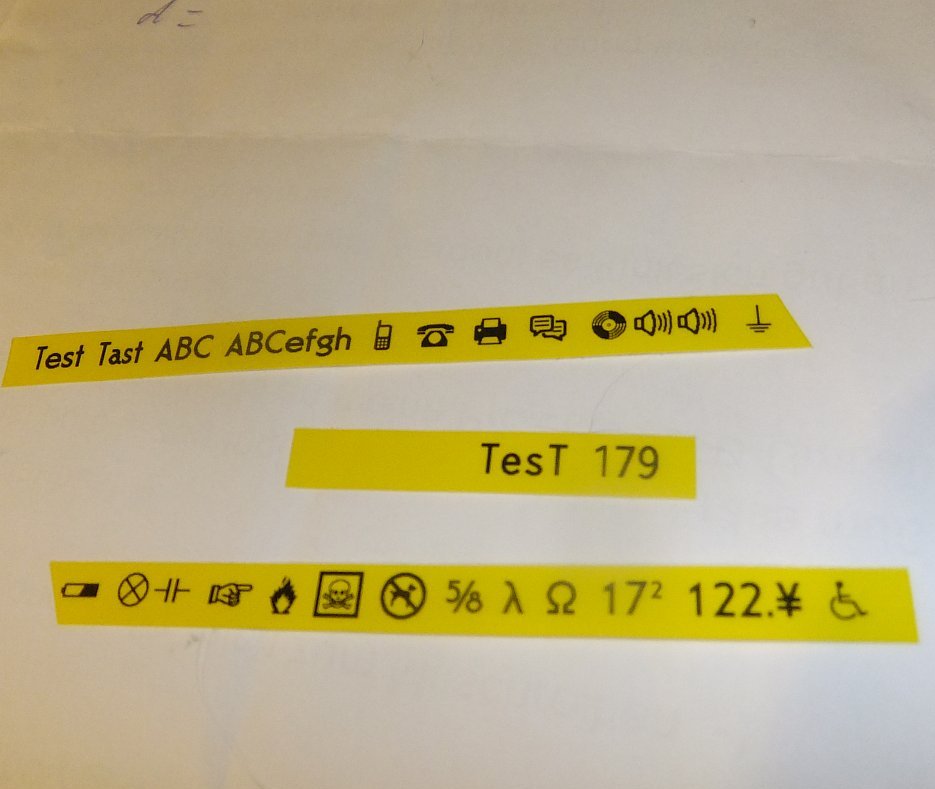 Test Tast ABC ABCefgh
TesT 179
5/8 λ Ω 17² 122.¥